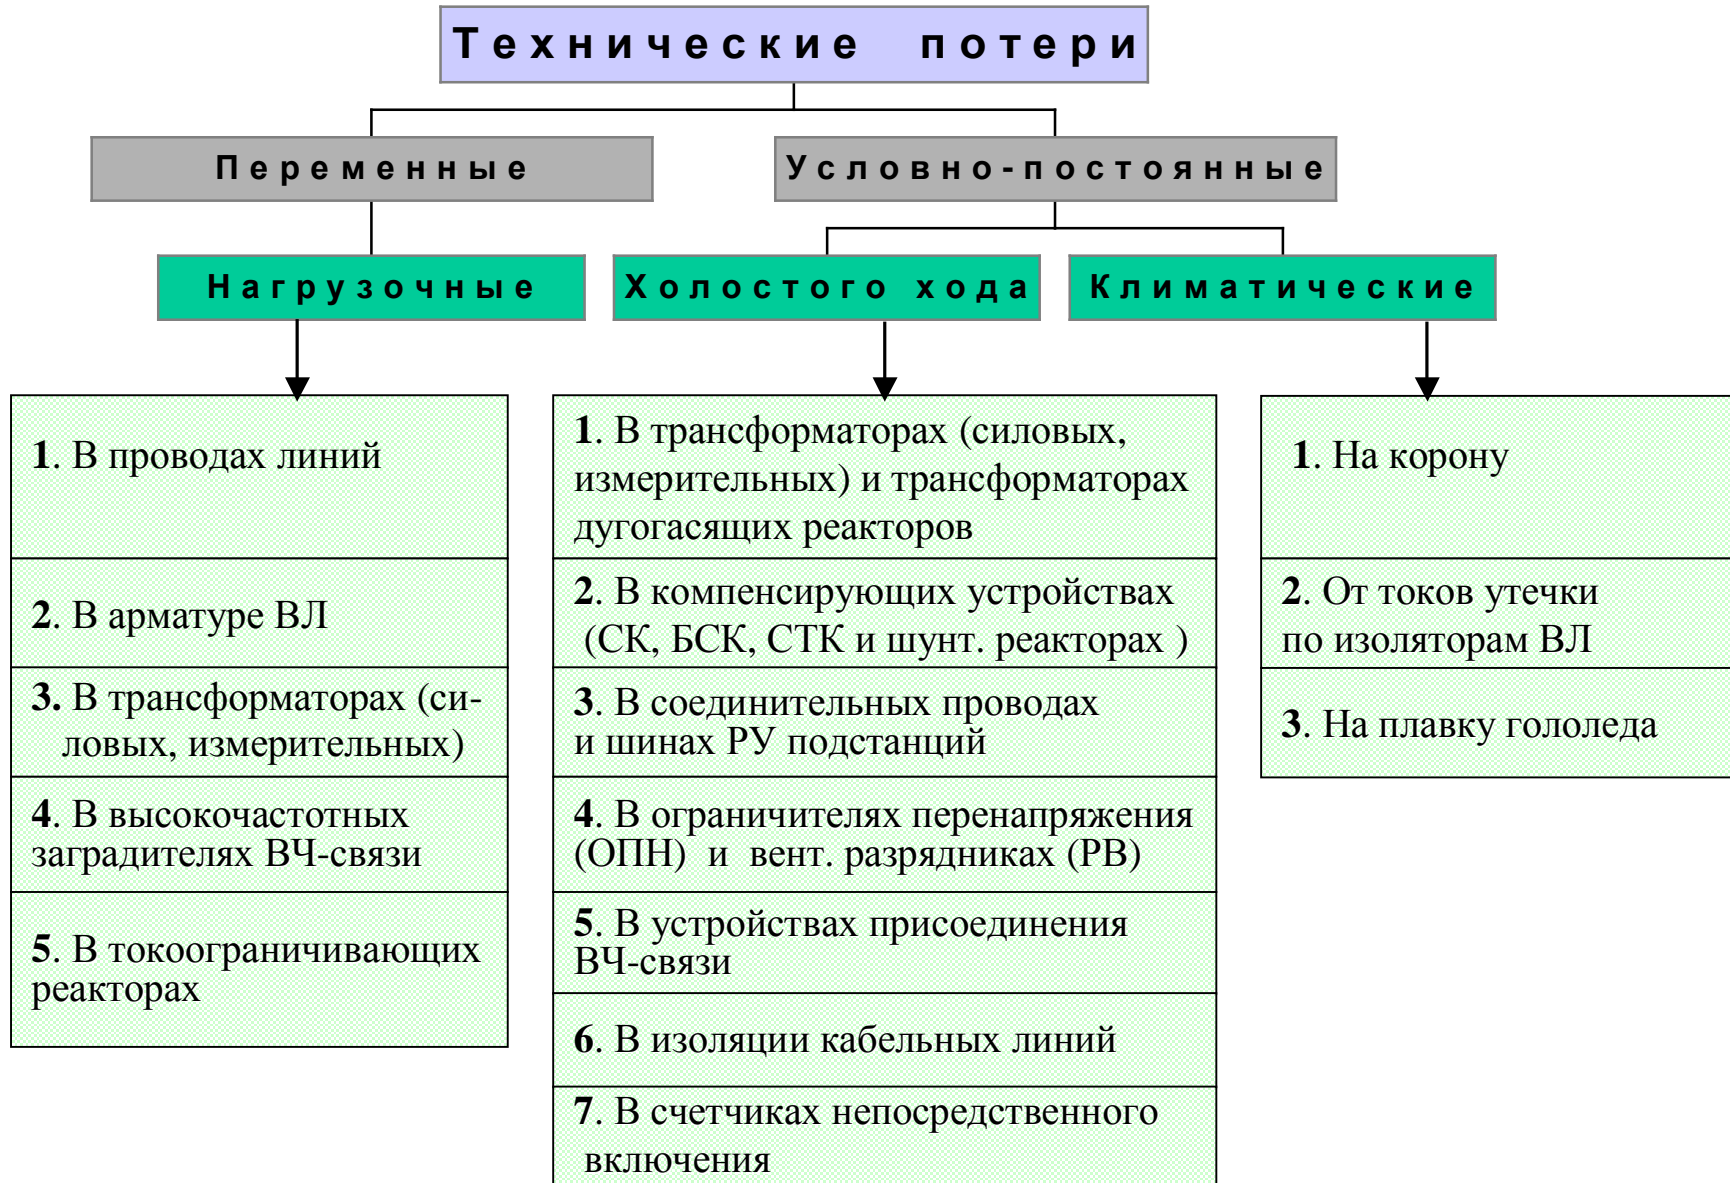 Технические потери
Переменные
Условно-постоянные
Нагрузочные
Холостого хода
Климатические
1. В проводах линий
2. В арматуре ВЛ
3. В трансформаторах (си-
ловых, измерительных)
4. В высокочастотных
заградителях ВЧ-связи
5. В токоограничивающих
реакторах
1. В трансформаторах (силовых,
измерительных) и трансформаторах
дугогасящих реакторов
2. В компенсирующих устройствах
(СК, БСК, СТК и шунт. реакторах )
3. В соединительных проводах
и шинах РУ подстанций
4. В ограничителях перенапряжения
(ОПН) и вент. разрядниках (РВ)
5. В устройствах присоединения
ВЧ-связи
6. В изоляции кабельных линий
7. В счетчиках непосредственного
включения
1. На корону
2. От токов утечки
по изоляторам ВЛ
3. На плавку гололеда